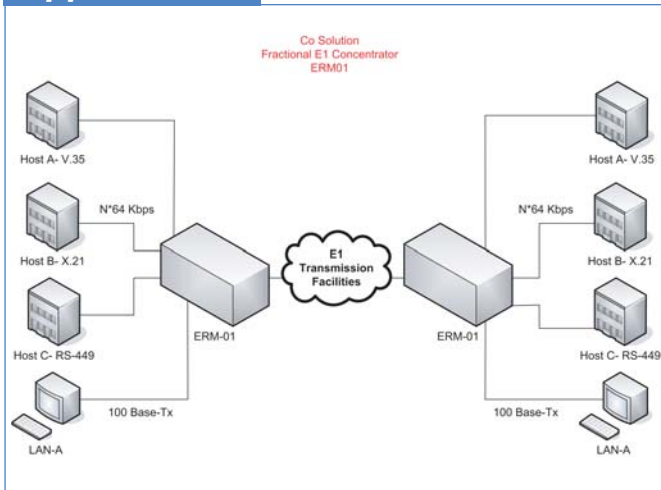 Co Solution
Fractional E1 Concentrator
ERM01
Host A- V.35
N*64 Kbps
Host B- X.21
Host C- RS-449
ERM-01
100 Base-Tx
LAN-A
E1
Transmission
Facilities
Host A- V.35
N*64 Kbps
Host B- X.21
ERM-01
Host C- RS-449
100 Base-Tx
LAN-A